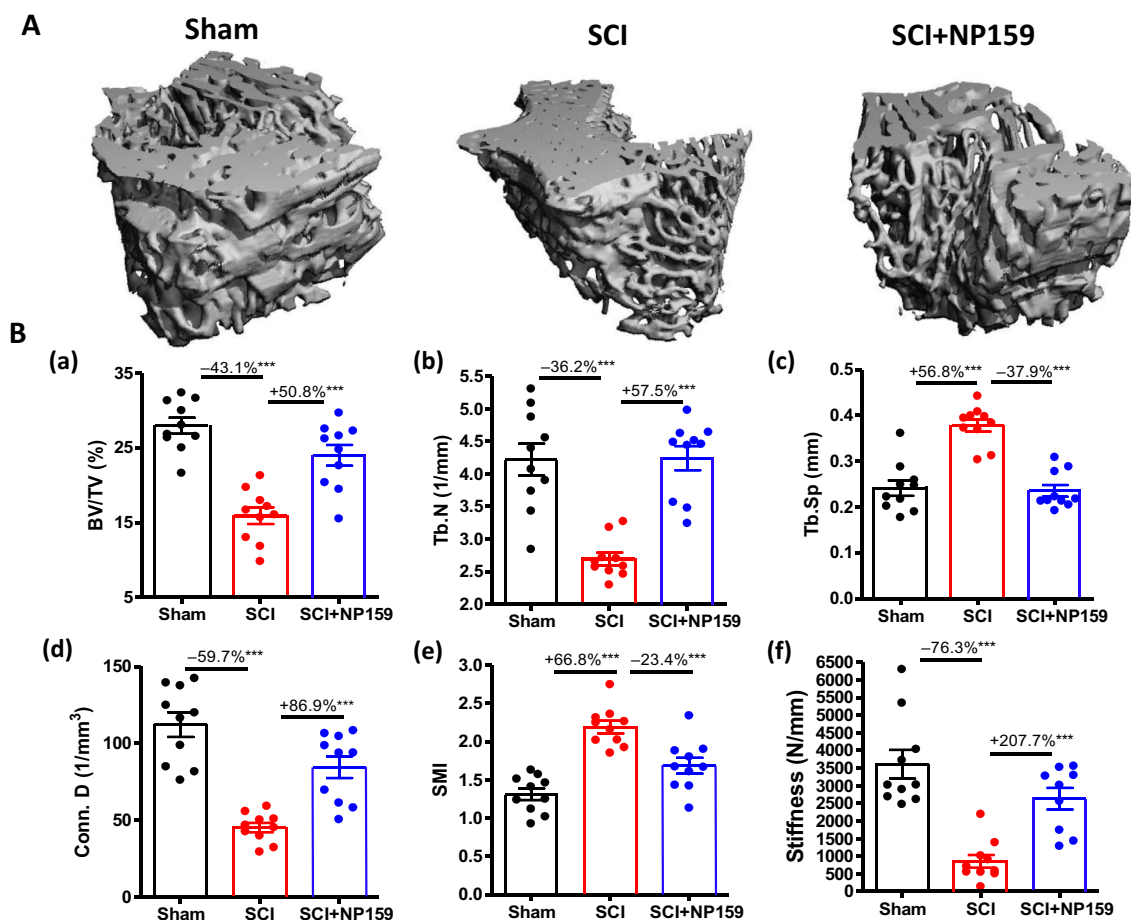 A
Sham
SCI
SCI+NP159
B
(a)
−43.1%***
+50.8%***
35
25
15
5
BV/TV (%)
Sham
SCI
SCI+NP159
(b)
−36.2%***
+57.5%***
5.5
5.0
4.5
4.0
3.5
3.0
2.5
2.0
Tb.N (1/mm)
Sham
SCI
SCI+NP159
(c)
+56.8%***
−37.9%***
0.5
0.4
0.3
0.2
0.1
0.0
Tb.Sp (mm)
Sham
SCI
SCI+NP159
(d)
−59.7%***
+86.9%***
150
100
50
0
Conn. D (1/mm³)
Sham
SCI
SCI+NP159
(e)
+66.8%***
−23.4%***
3.0
2.5
2.0
1.5
1.0
0.5
0.0
SMI
Sham
SCI
SCI+NP159
(f)
−76.3%***
+207.7%***
6500
6000
5500
5000
4500
4000
3500
3000
2500
2000
1500
1000
500
0
Stiffness (N/mm)
Sham
SCI
SCI+NP159